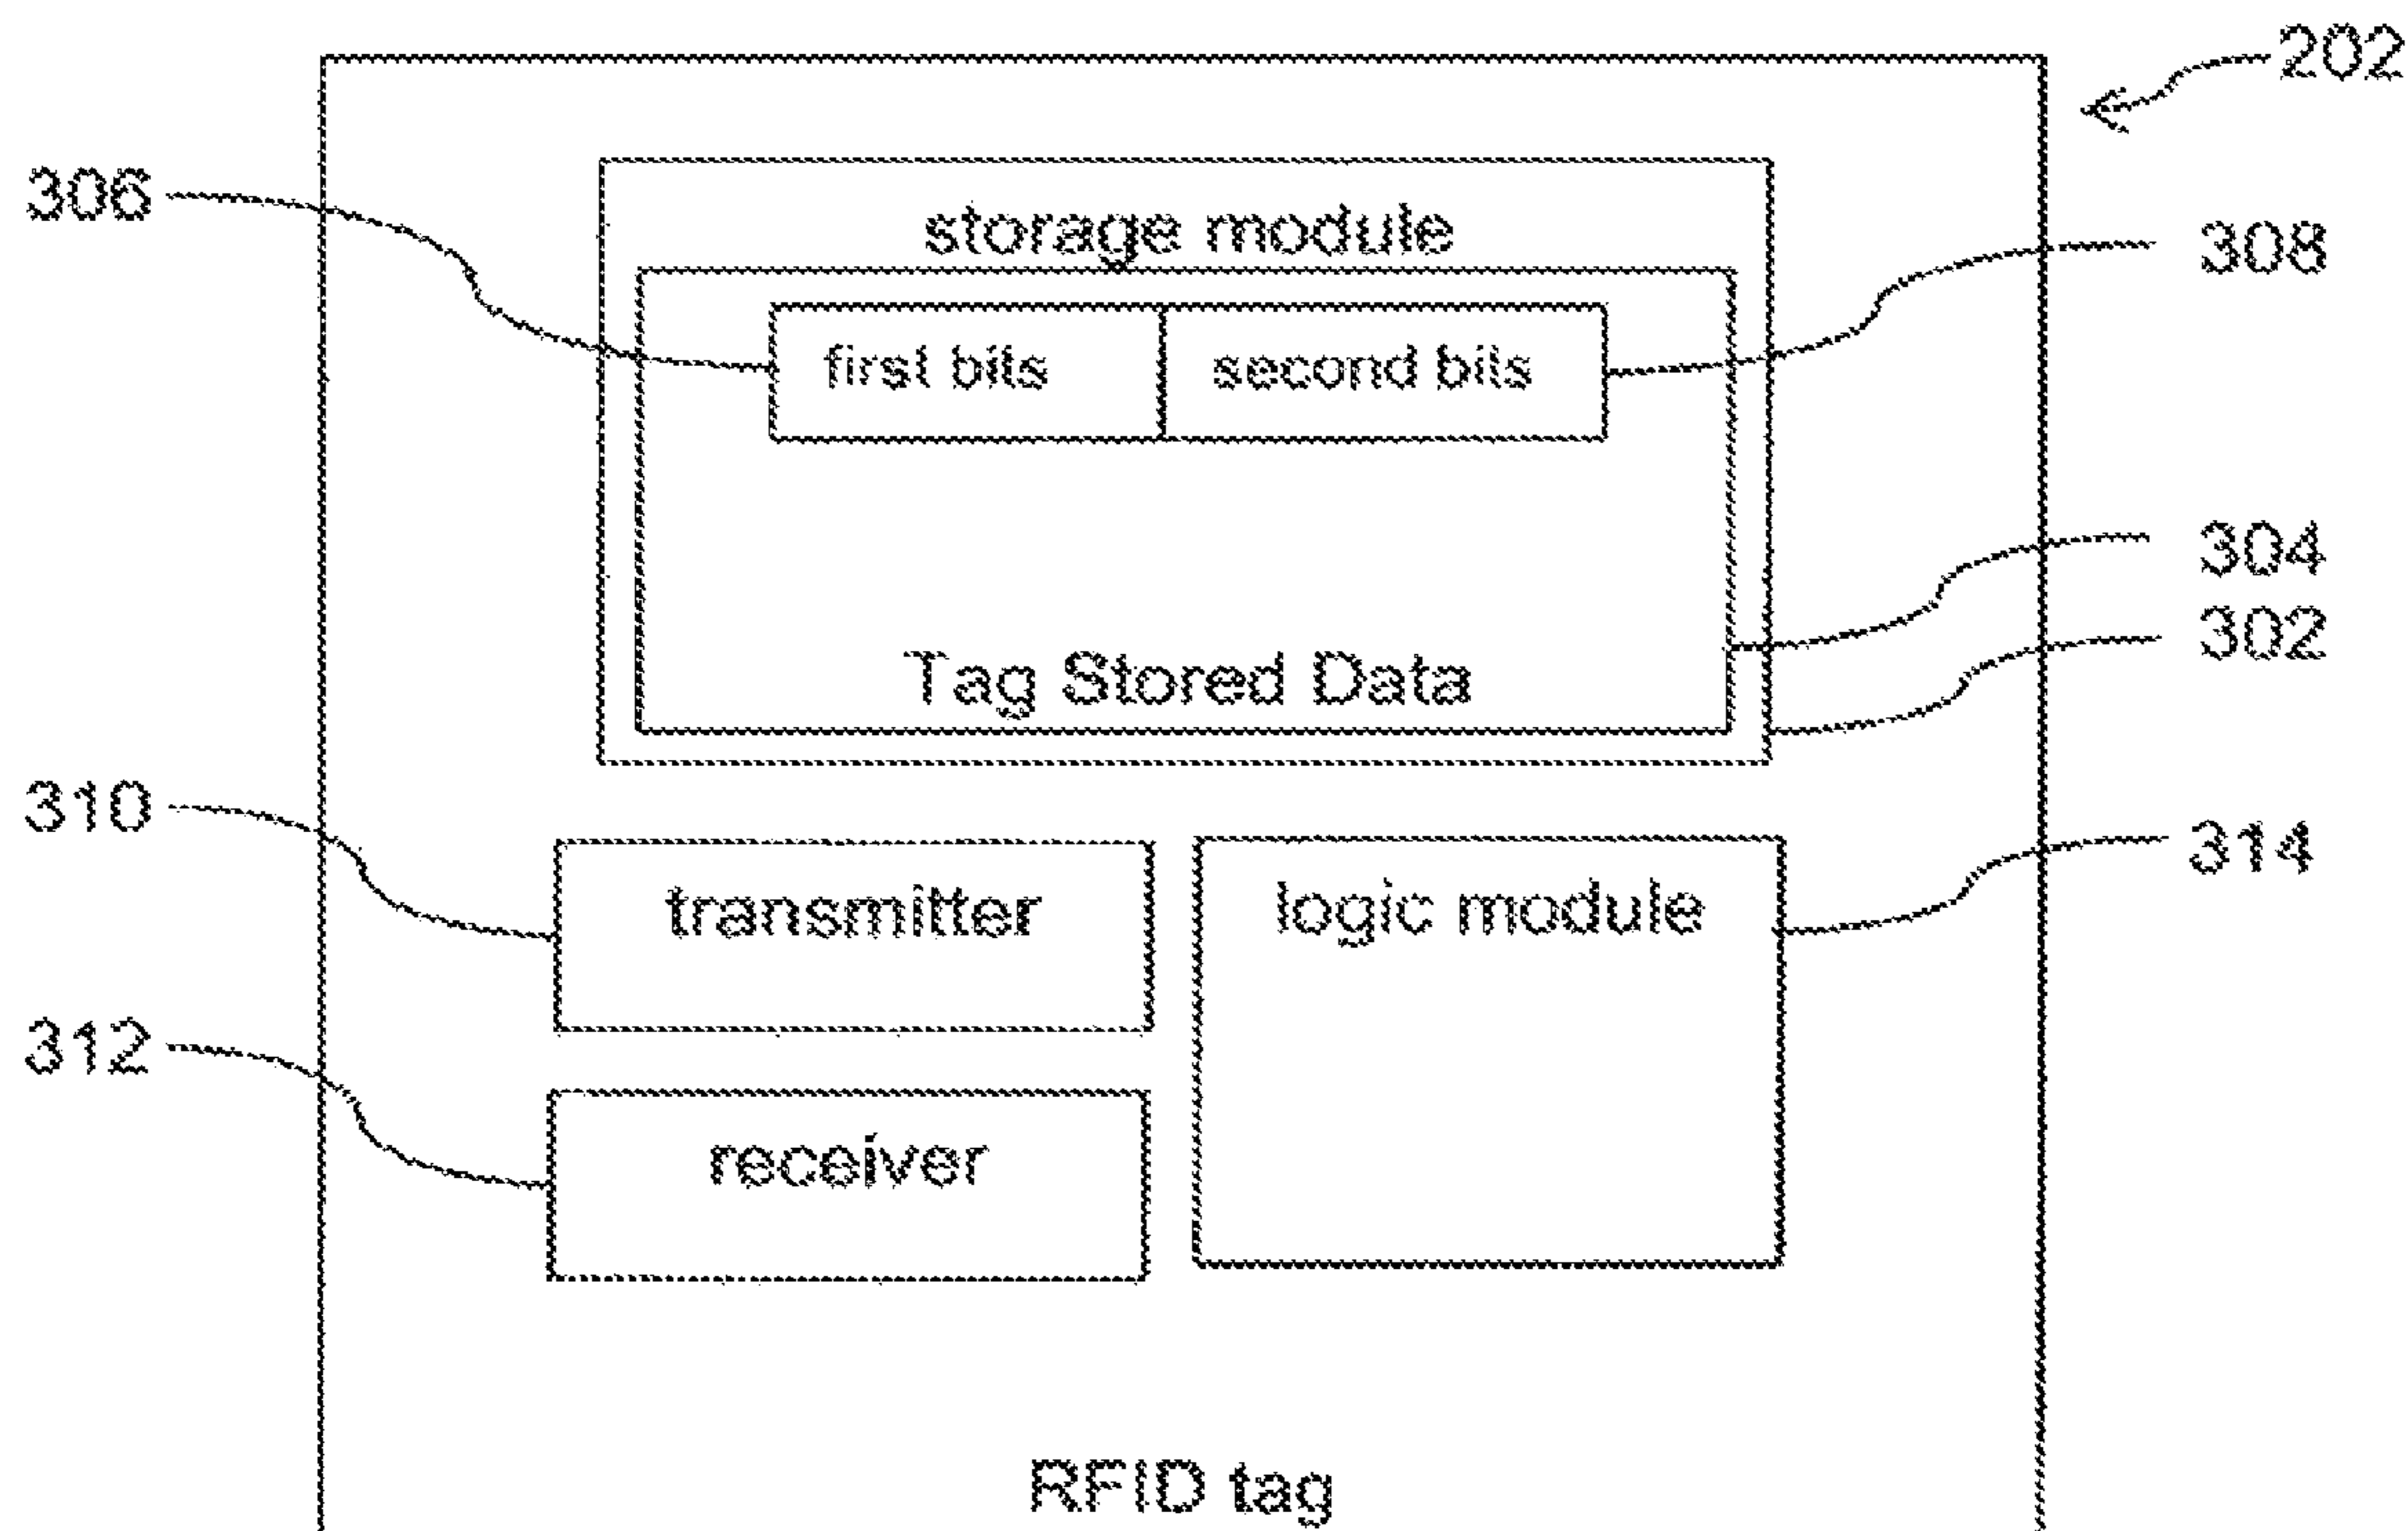 202
306
storage module
308
first bits
second bits
304
302
Tag Stored Data
310
314
transmitter
logic module
312
receiver
RFID tag